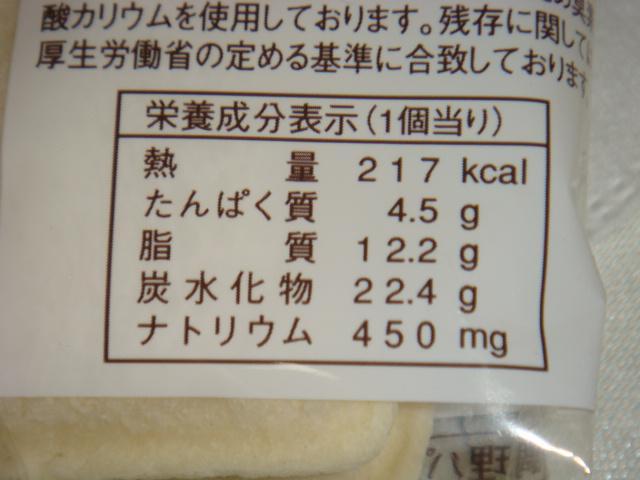 酸カリウムを使用しております。残存に関して
厚生労働省の定める基準に合致しております
栄養成分表示(1個当り)
熱量 217 kcal
たんぱく質 4.5 g
脂質 12.2 g
炭水化物 22.4 g
ナトリウム 450 mg